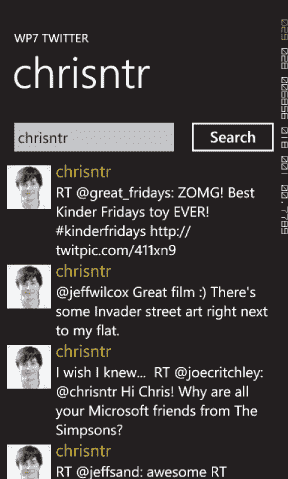 WP7 TWITTER
chrisntr
chrisntr
Search
chrisntr
RT @great_fridays: ZOMG! Best
Kinder Fridays toy EVER!
#kinderfridays http://
twitpic.com/411xn9
chrisntr
@jeffwilcox Great film :) There's
some Invader street art right next
to my flat.
chrisntr
I wish I knew... RT @joecritchley:
@chrisntr Hi Chris! Why are all
your Microsoft friends from The
Simpsons?
chrisntr
RT @jeffsand: awesome RT